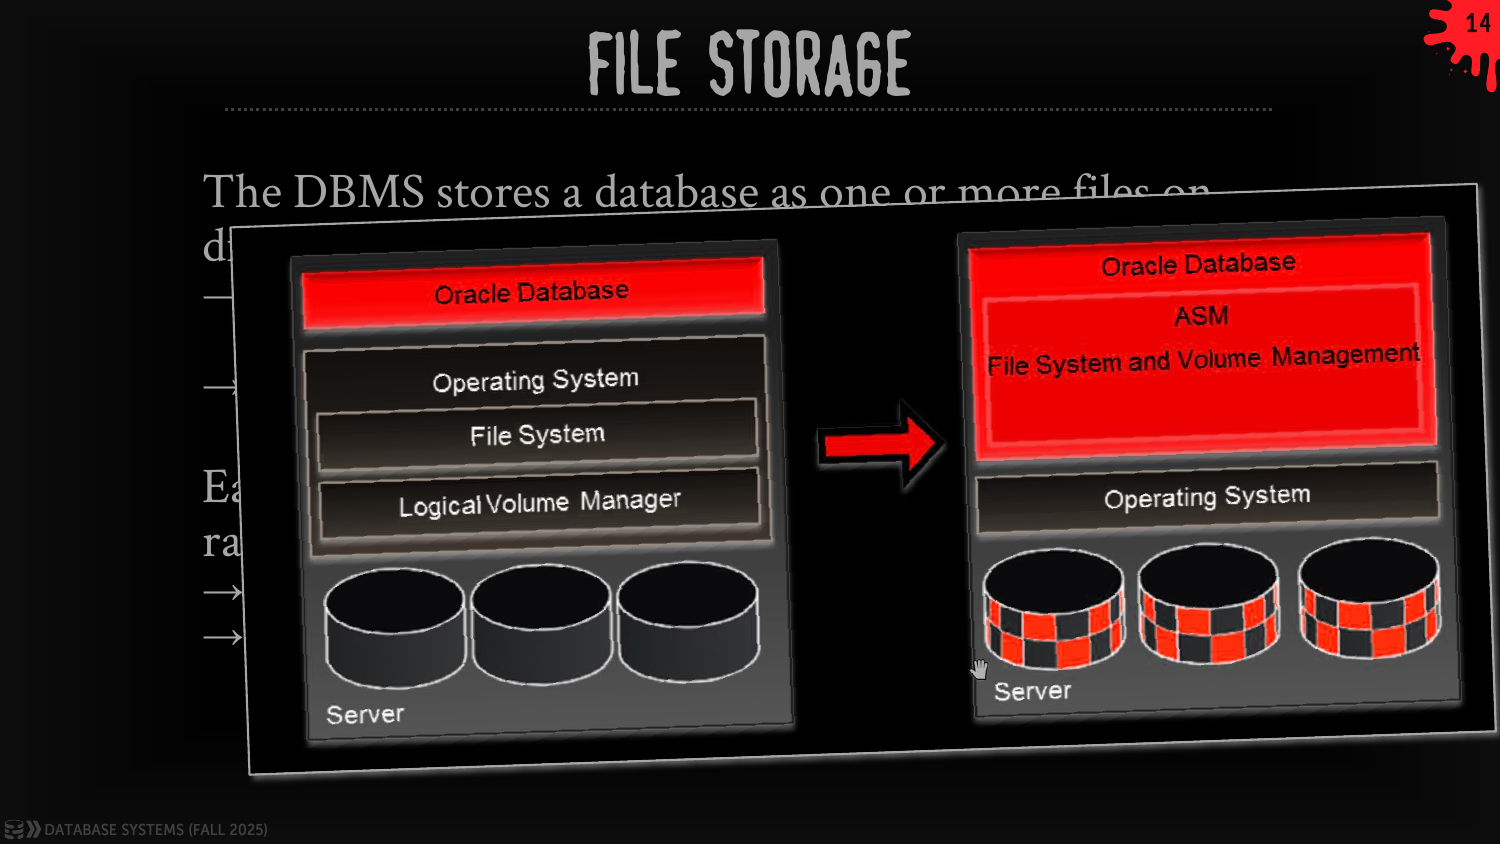 FILE STORAGE
14
The DBMS stores a database as one or more files on
Oracle Database
Operating System
File System
Logical Volume Manager
Server
Oracle Database
ASM
File System and Volume Management
Operating System
Server
DATABASE SYSTEMS (FALL 2025)